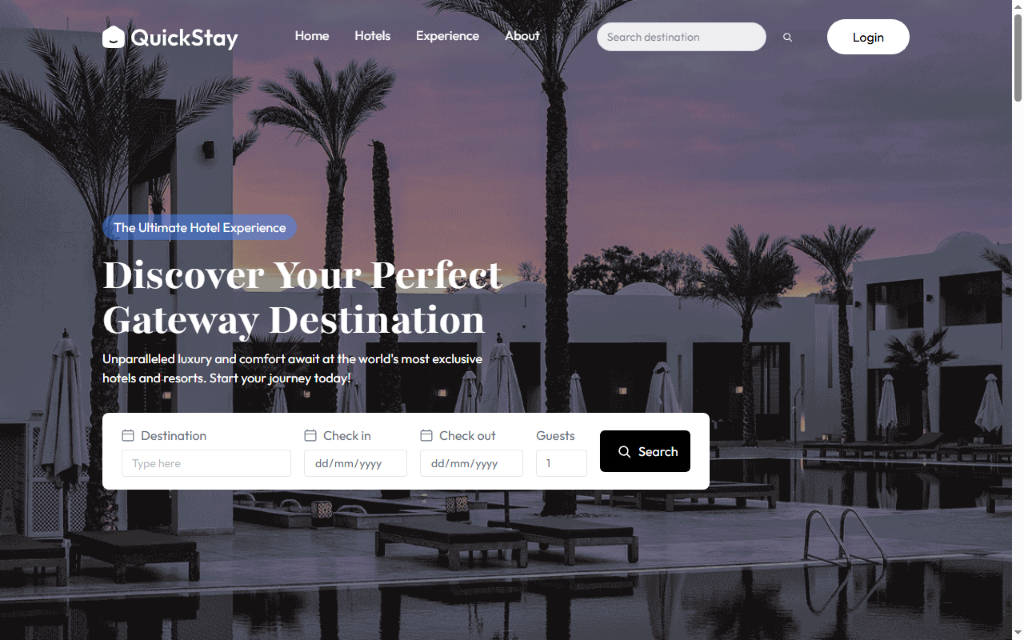 QuickStay
Home Hotels Experience About
Search destination
Login
The Ultimate Hotel Experience
Discover Your Perfect
Gateway Destination
Unparalleled luxury and comfort await at the world's most exclusive
hotels and resorts. Start your journey today!
Destination Check in Check out Guests
Type here dd/mm/yyyy dd/mm/yyyy 1
Search